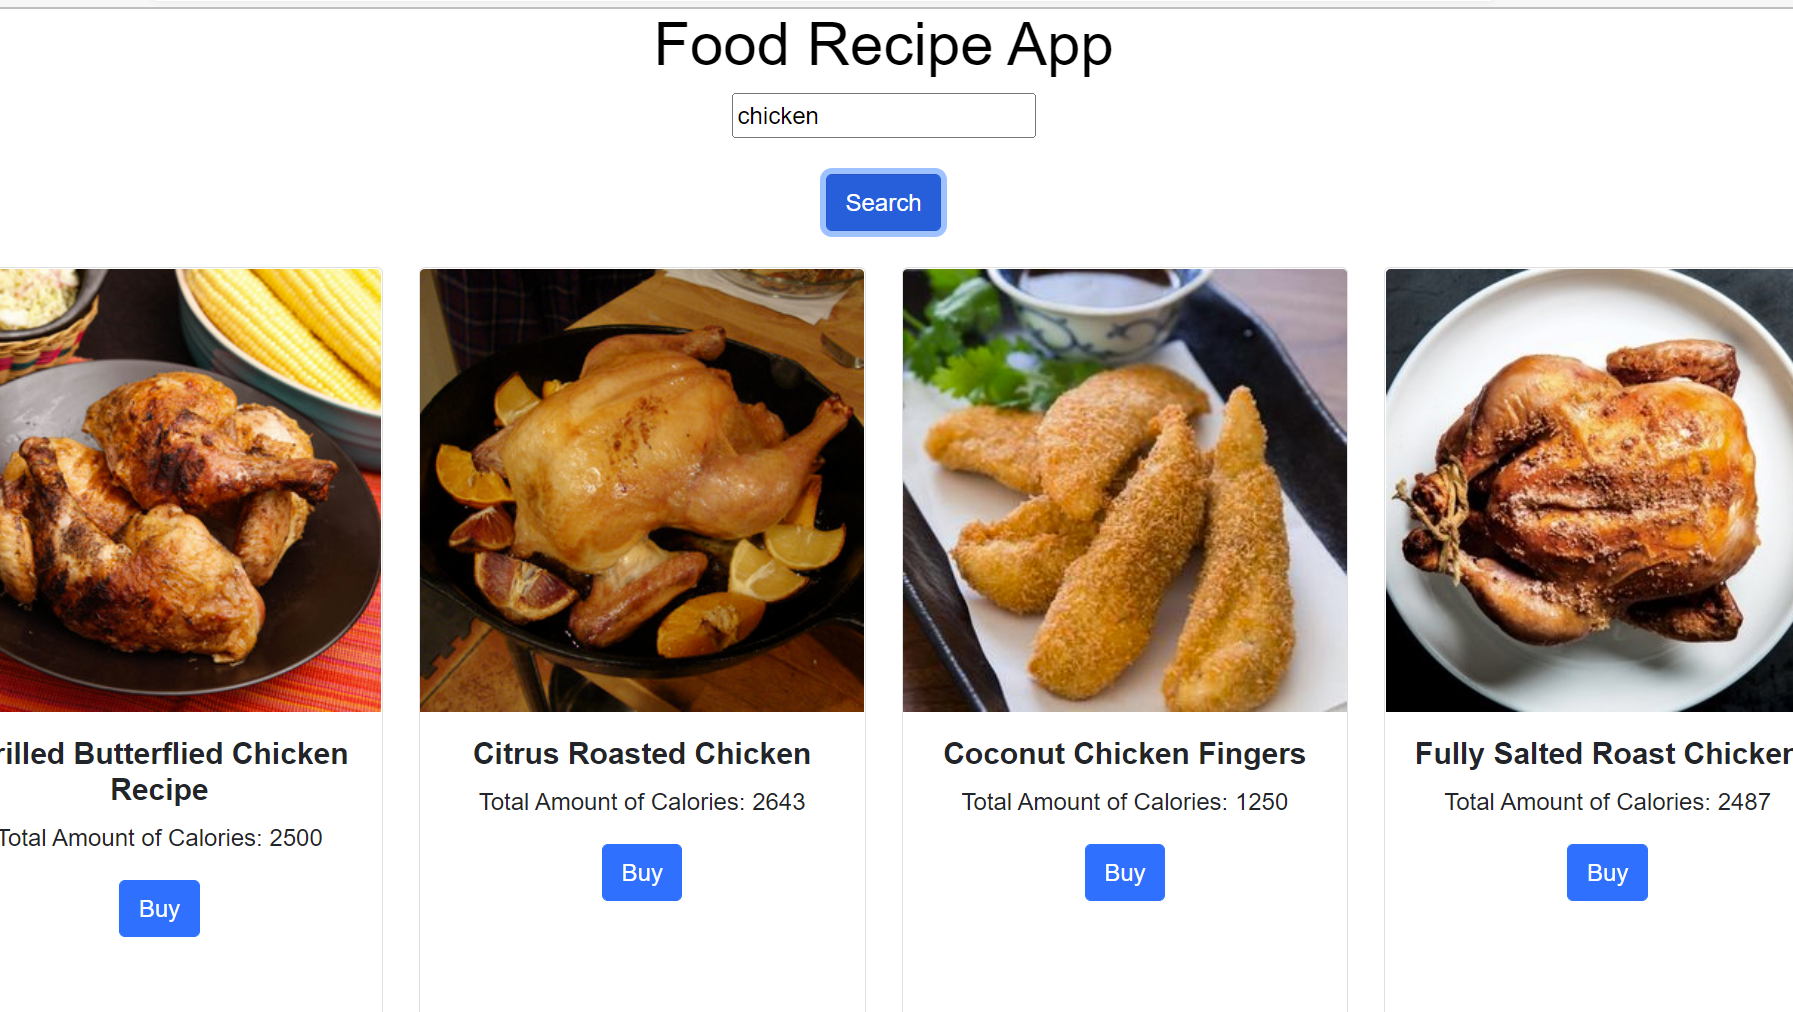 Food Recipe App
chicken
Search
rilled Butterflied Chicken
Recipe
Total Amount of Calories: 2500
Buy
Citrus Roasted Chicken
Total Amount of Calories: 2643
Buy
Coconut Chicken Fingers
Total Amount of Calories: 1250
Buy
Fully Salted Roast Chicken
Total Amount of Calories: 2487
Buy